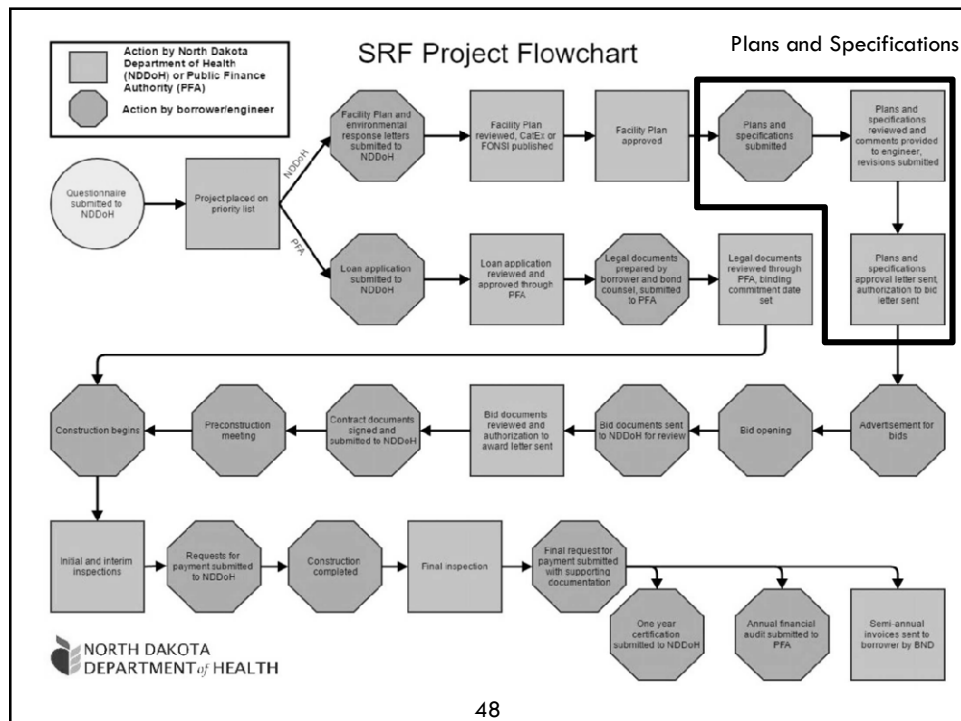 SRF Project Flowchart
Plans and Specifications
Action by North Dakota
Department of Health
(NDDoH) or Public Finance
Authority (PFA)
Action by borrower/engineer
Questionnaire
submitted to
NDDoH
Project placed on
priority list
NDDoH
PFA
Facility Plan and
environmental
response letters
submitted to
NDDoH
Facility Plan
reviewed, CatEx or
FONSI published
Facility Plan
approved
Plans and
specifications
submitted
Plans and
specifications
reviewed and
comments provided
to engineer,
revisions submitted
Loan application
submitted to
NDDoH
Loan application
reviewed and
approved through
PFA
Legal documents
prepared by
borrower and bond
counsel, submitted
to PFA
Legal documents
reviewed through
PFA, binding
commitment date
set
Plans and
specifications
approval letter sent,
authorization to bid
letter sent
Construction begins
Preconstruction
meeting
Contract documents
signed and
submitted to NDDoH
Bid documents
reviewed and
authorization to
award letter sent
Bid documents sent
to NDDoH for review
Bid opening
Advertisement for
bids
Initial and interim
inspections
Requests for
payment submitted
to NDDoH
Construction
completed
Final inspection
Final request for
payment submitted
with supporting
documentation
One year
certification
submitted to NDDoH
Annual financial
audit submitted to
PFA
Semi-annual
invoices sent to
borrower by BND
NORTH DAKOTA
DEPARTMENT of HEALTH
48